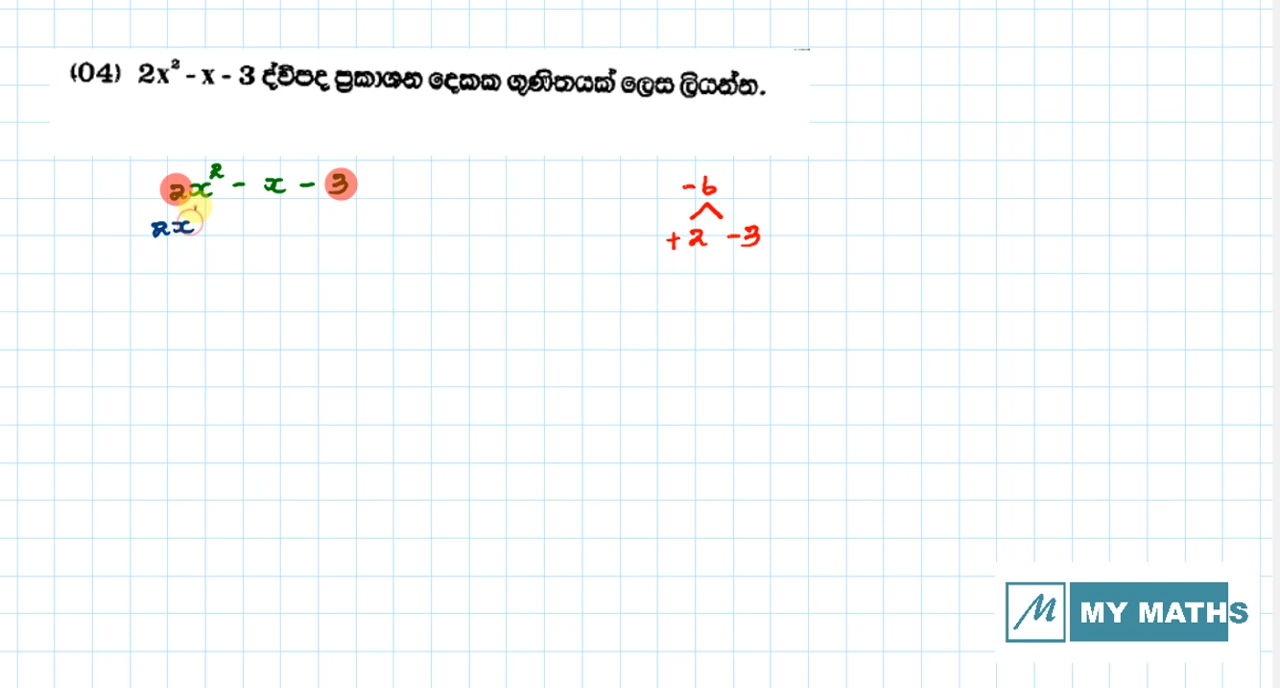 (04) 2x² - x - 3 ද්විපද ප්‍රකාශන දෙකක ගුණිතයක් ලෙස ලියන්න.
2x² - x - 3
2x
-6
+2 -3
M MY MATHS